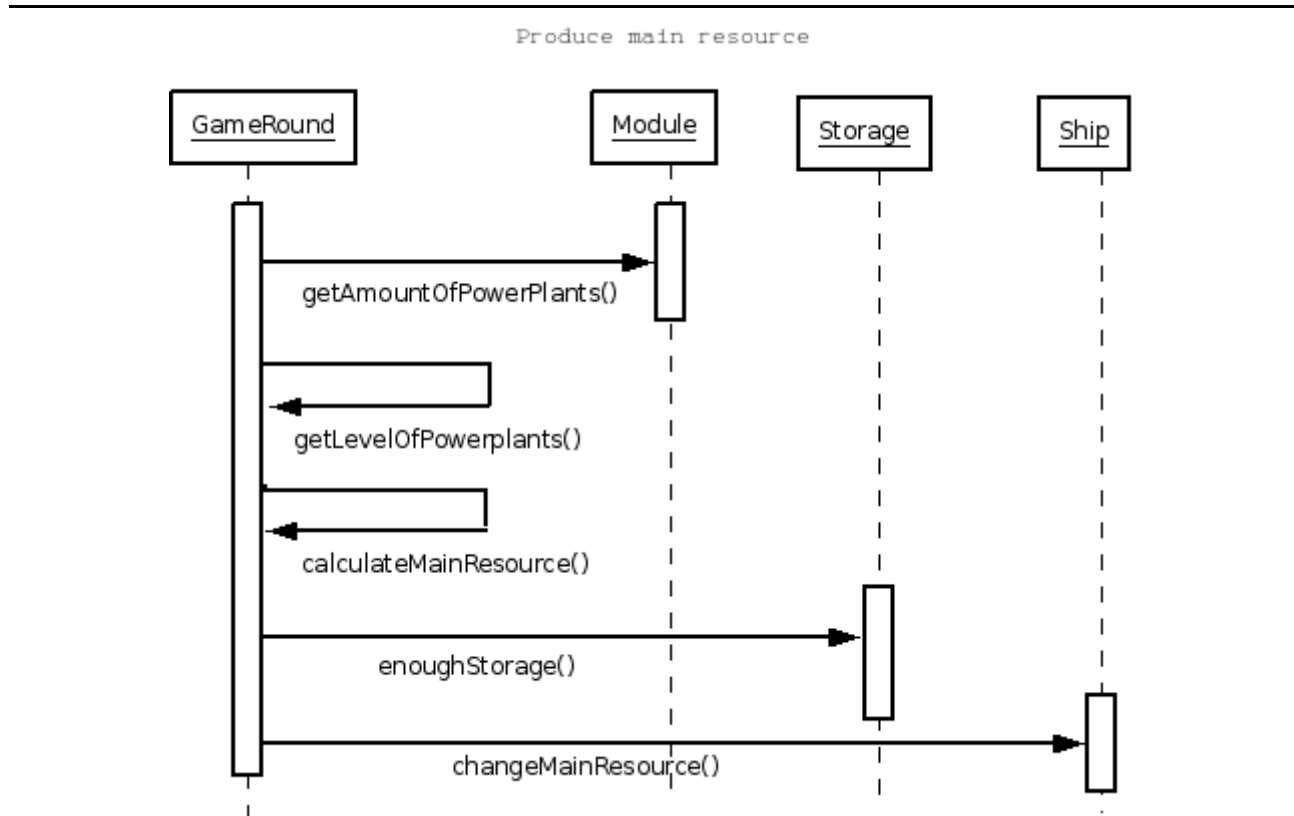 Produce main resource
GameRound
Module
Storage
Ship
getAmountOfPowerPlants()
getLevelOfPowerplants()
calculateMainResource()
enoughStorage()
changeMainResource()